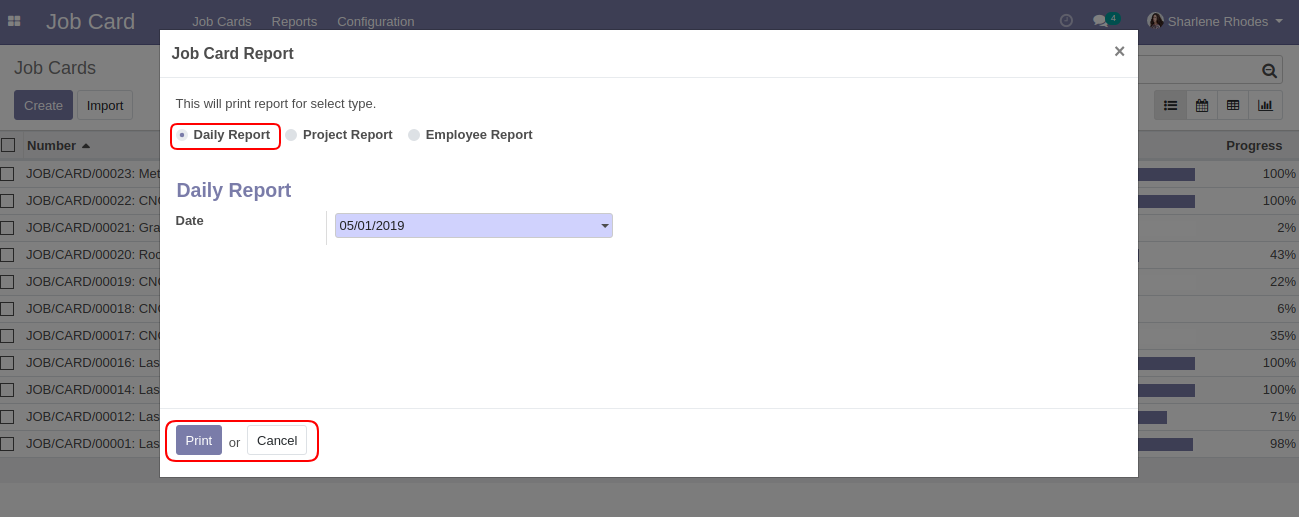 Job Card Job Cards Reports Configuration 4 Sharlene Rhodes
Job Card Report ×
Job Cards
Create Import
This will print report for select type.
Daily Report Project Report Employee Report
Number Progress
JOB/CARD/00023: Met 100%
JOB/CARD/00022: CNC 100%
JOB/CARD/00021: Gra 2%
JOB/CARD/00020: Roo 43%
JOB/CARD/00019: CNC 22%
JOB/CARD/00018: CNC 6%
JOB/CARD/00017: CNC 35%
JOB/CARD/00016: Las 100%
JOB/CARD/00014: Las 100%
JOB/CARD/00012: Las 71%
JOB/CARD/00001: Las 98%
Daily Report
Date 05/01/2019
Print or Cancel